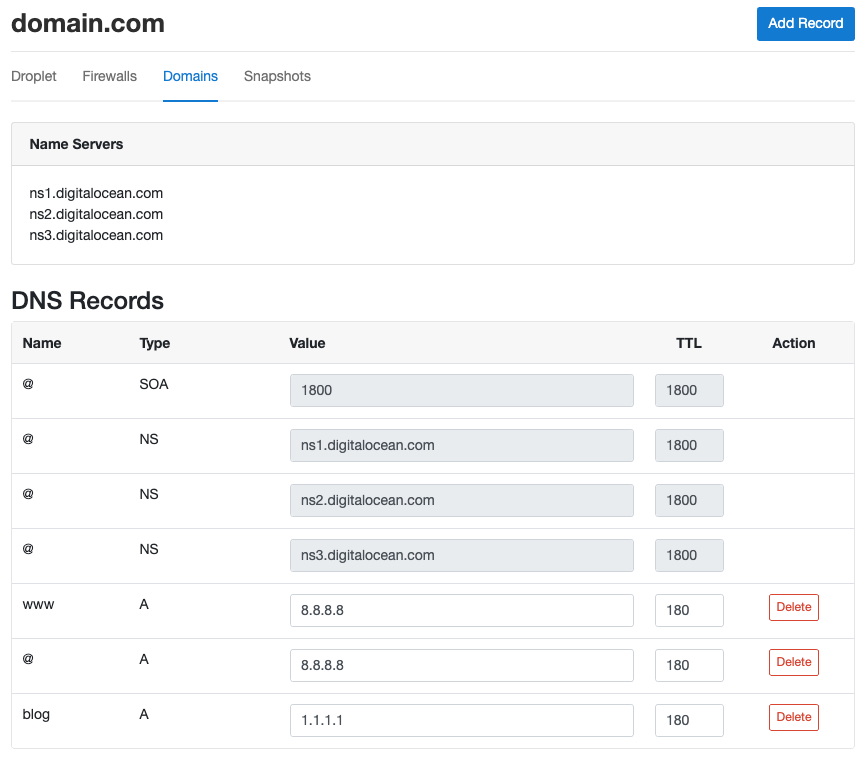 domain.com
Add Record
Droplet Firewalls Domains Snapshots
Name Servers
ns1.digitalocean.com
ns2.digitalocean.com
ns3.digitalocean.com
DNS Records
Name Type Value TTL Action
@ SOA 1800 1800
@ NS ns1.digitalocean.com 1800
@ NS ns2.digitalocean.com 1800
@ NS ns3.digitalocean.com 1800
www A 8.8.8.8 180 Delete
@ A 8.8.8.8 180 Delete
blog A 1.1.1.1 180 Delete